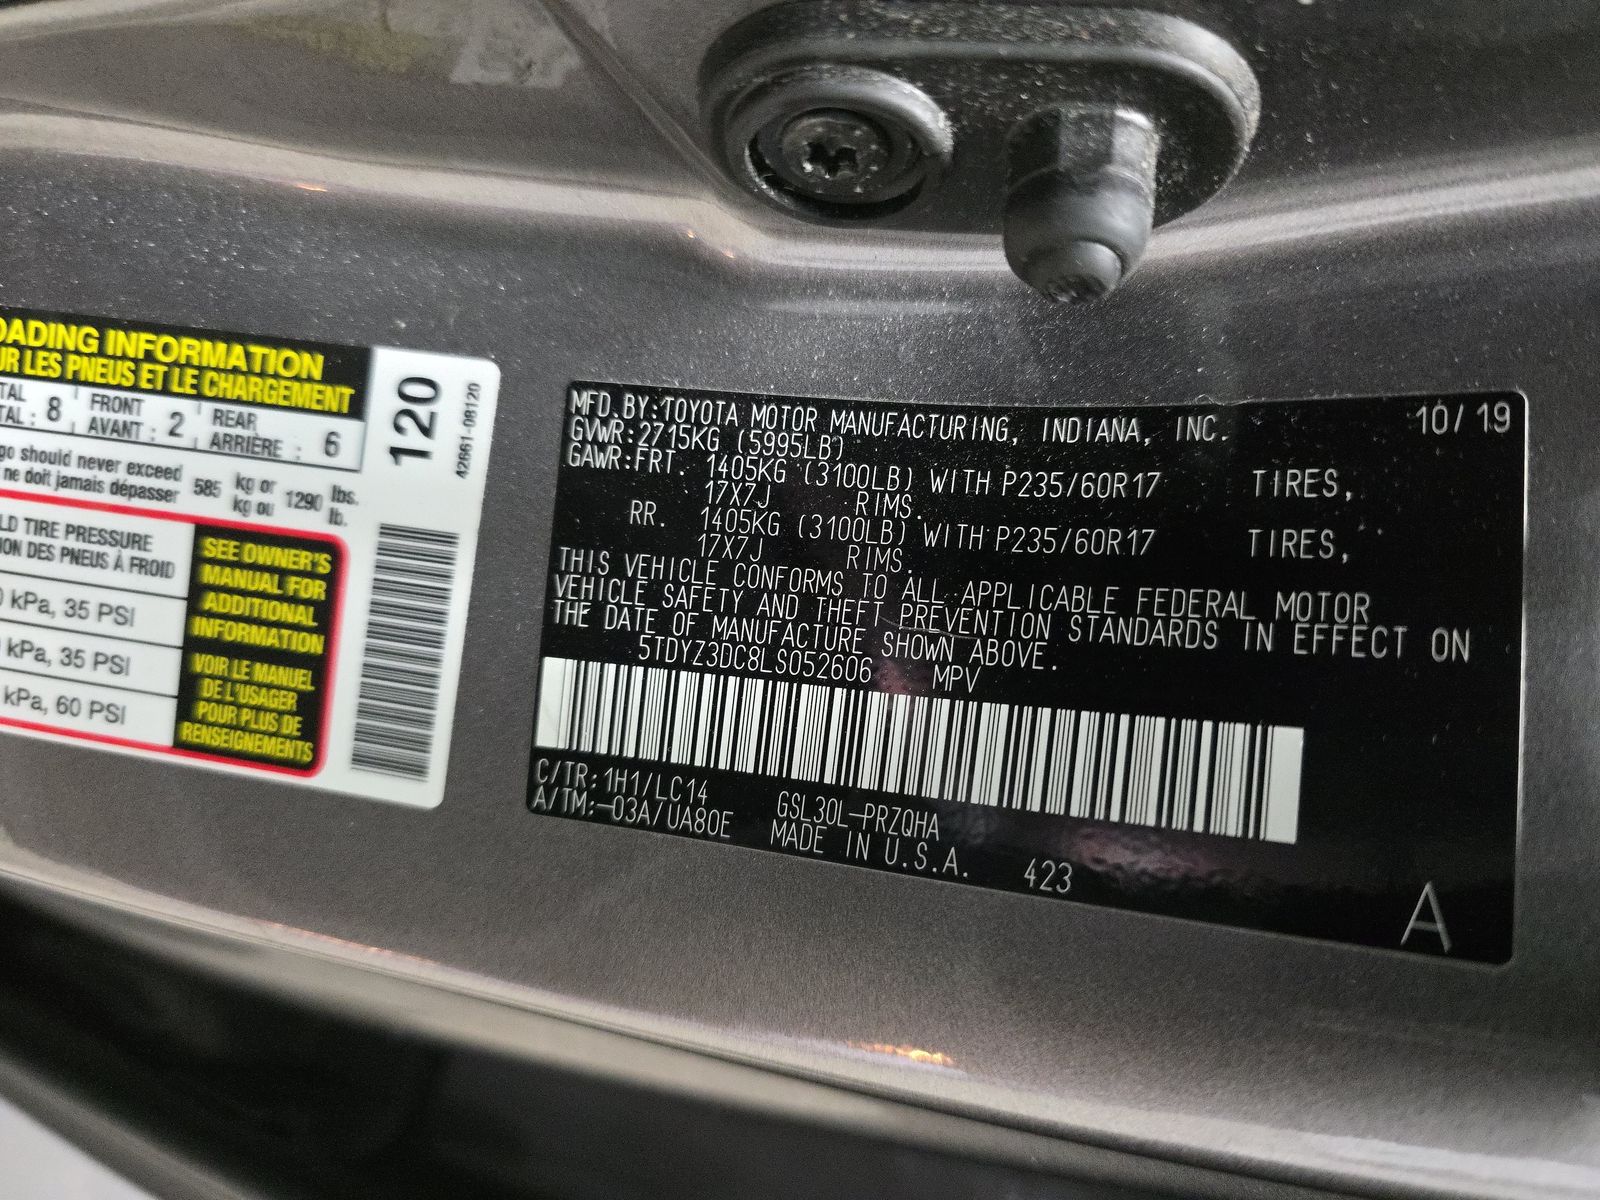 OADING INFORMATION
UR LES PNEUS ET LE CHARGEMENT
TAL
TAL : 8
FRONT
AVANT : 2
REAR
ARRIÈRE : 6
go should never exceed
ne doit jamais dépasser
585 kg or
kg ou
1290 lbs.
lb.
LD TIRE PRESSURE
ION DES PNEUS À FROID
0 kPa, 35 PSI
kPa, 35 PSI
kPa, 60 PSI
SEE OWNER'S
MANUAL FOR
ADDITIONAL
INFORMATION
VOIR LE MANUEL
DE L'USAGER
POUR PLUS DE
RENSEIGNEMENTS
120
42661-08120
MFD.BY:TOYOTA MOTOR MANUFACTURING, INDIANA, INC. 10/19
GVWR:2715KG (5995LB)
GAWR:FRT. 1405KG (3100LB) WITH P235/60R17 TIRES,
17X7J RIMS.
RR. 1405KG (3100LB) WITH P235/60R17 TIRES,
17X7J RIMS.
THIS VEHICLE CONFORMS TO ALL APPLICABLE FEDERAL MOTOR
VEHICLE SAFETY AND THEFT PREVENTION STANDARDS IN EFFECT ON
THE DATE OF MANUFACTURE SHOWN ABOVE.
5TDYZ3DC8LS052606 MPV
C/TR:1H1/LC14 GSL30L-PRZQHA
A/TM:-03A/UA80E MADE IN U.S.A. 423
A